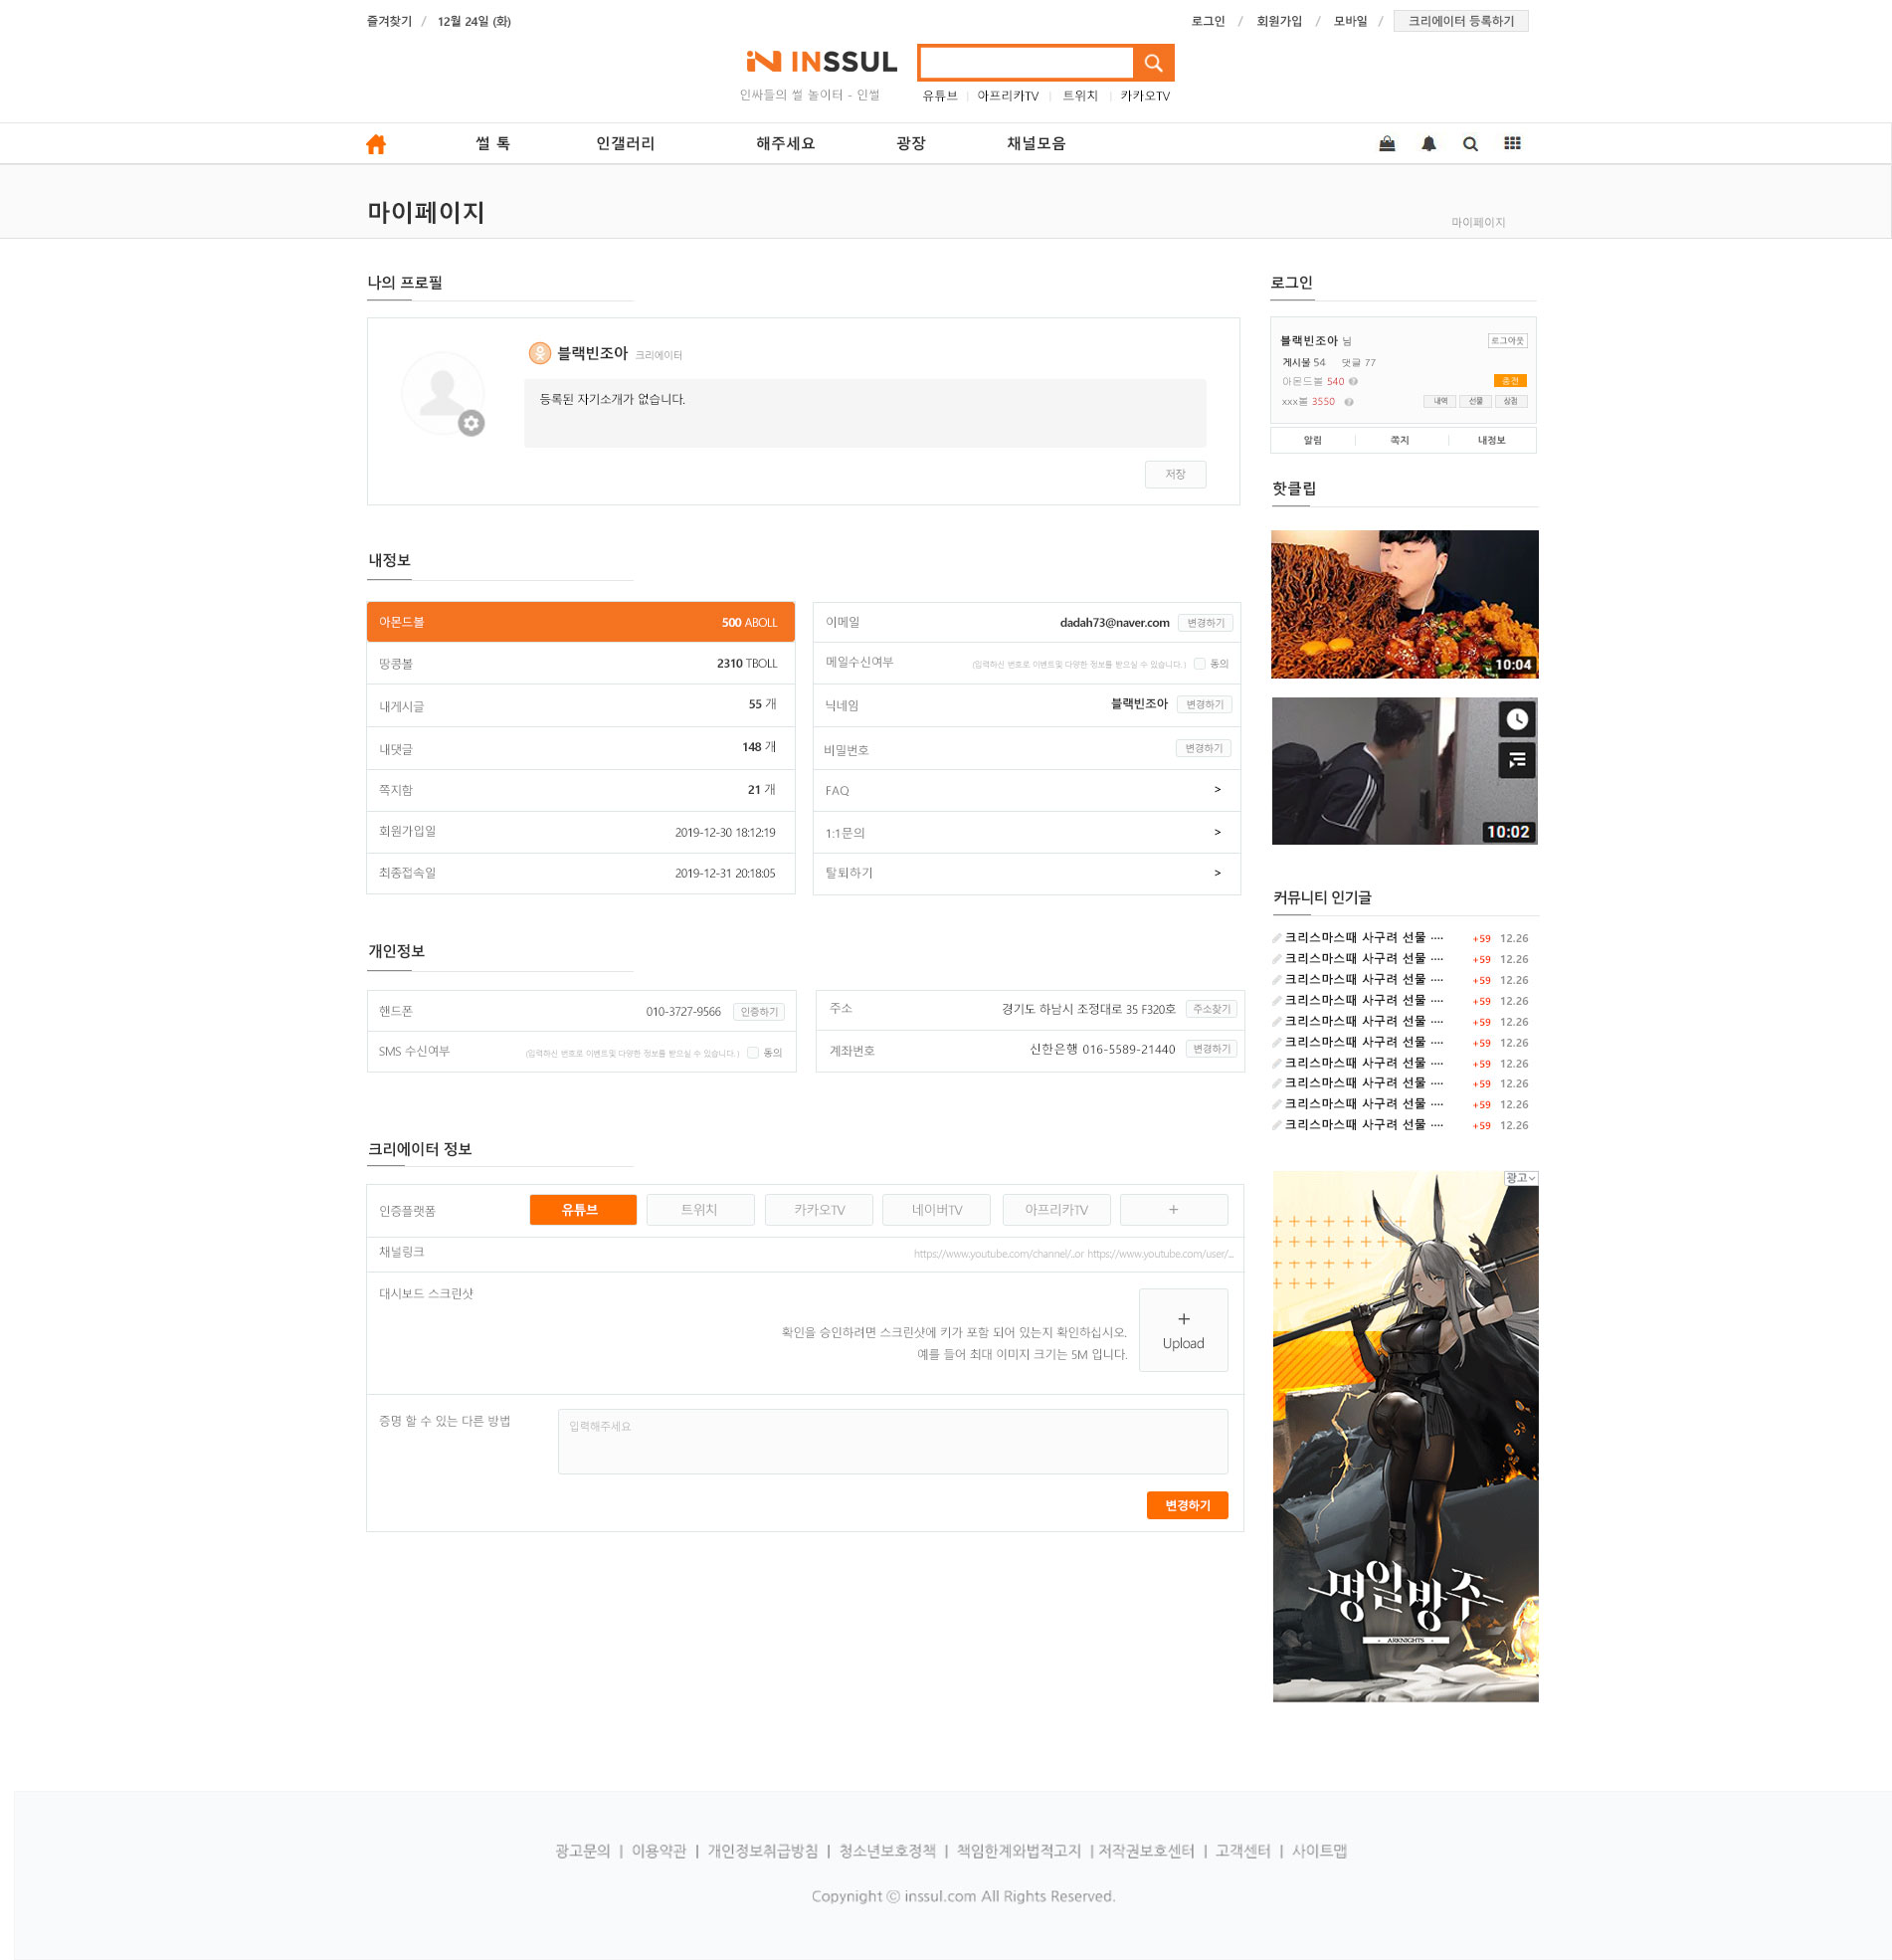 즐겨찾기 / 12월 24일 (화)
로그인 / 회원가입 / 모바일 / 크리에이터 등록하기
INSSUL
인싸들의 썰 놀이터 - 인썰
유튜브 | 아프리카TV | 트위치 | 카카오TV
썰 톡 인갤러리 해주세요 광장 채널모음
마이페이지
마이페이지
나의 프로필
블랙빈조아 크리에이터
등록된 자기소개가 없습니다.
저장
내정보
아몬드볼 500 ABOLL
땅콩볼 2310 TBOLL
내게시글 55 개
내댓글 148 개
쪽지함 21 개
회원가입일 2019-12-30 18:12:19
최종접속일 2019-12-31 20:18:05
이메일 dadah73@naver.com 변경하기
메일수신여부 (입력하신 번호로 이벤트및 다양한 정보를 받으실 수 있습니다.) 동의
닉네임 블랙빈조아 변경하기
비밀번호 변경하기
FAQ >
1:1문의 >
탈퇴하기 >
개인정보
핸드폰 010-3727-9566 인증하기
SMS 수신여부 (입력하신 번호로 이벤트및 다양한 정보를 받으실 수 있습니다.) 동의
주소 경기도 하남시 조정대로 35 F320호 주소찾기
계좌번호 신한은행 016-5589-21440 변경하기
크리에이터 정보
인증플랫폼 유튜브 트위치 카카오TV 네이버TV 아프리카TV +
채널링크 https://www.youtube.com/channel/..or https://www.youtube.com/user/...
대시보드 스크린샷
확인을 승인하려면 스크린샷에 키가 포함 되어 있는지 확인하십시오.
예를 들어 최대 이미지 크기는 5M 입니다.
+
Upload
증명 할 수 있는 다른 방법 입력해주세요
변경하기
로그인
블랙빈조아 님 로그아웃
게시물 54 댓글 77
아몬드볼 540 ? 충전
xxx볼 3550 ? 내역 선물 상점
알림 쪽지 내정보
핫클립
10:04
10:02
커뮤니티 인기글
크리스마스때 사구려 선물 ···· +59 12.26
크리스마스때 사구려 선물 ···· +59 12.26
크리스마스때 사구려 선물 ···· +59 12.26
크리스마스때 사구려 선물 ···· +59 12.26
크리스마스때 사구려 선물 ···· +59 12.26
크리스마스때 사구려 선물 ···· +59 12.26
크리스마스때 사구려 선물 ···· +59 12.26
크리스마스때 사구려 선물 ···· +59 12.26
크리스마스때 사구려 선물 ···· +59 12.26
크리스마스때 사구려 선물 ···· +59 12.26
광고
명일방주
ARKNIGHTS
광고문의 | 이용약관 | 개인정보취급방침 | 청소년보호정책 | 책임한계와법적고지 | 저작권보호센터 | 고객센터 | 사이트맵
Copynight ⓒ inssul.com All Rights Reserved.